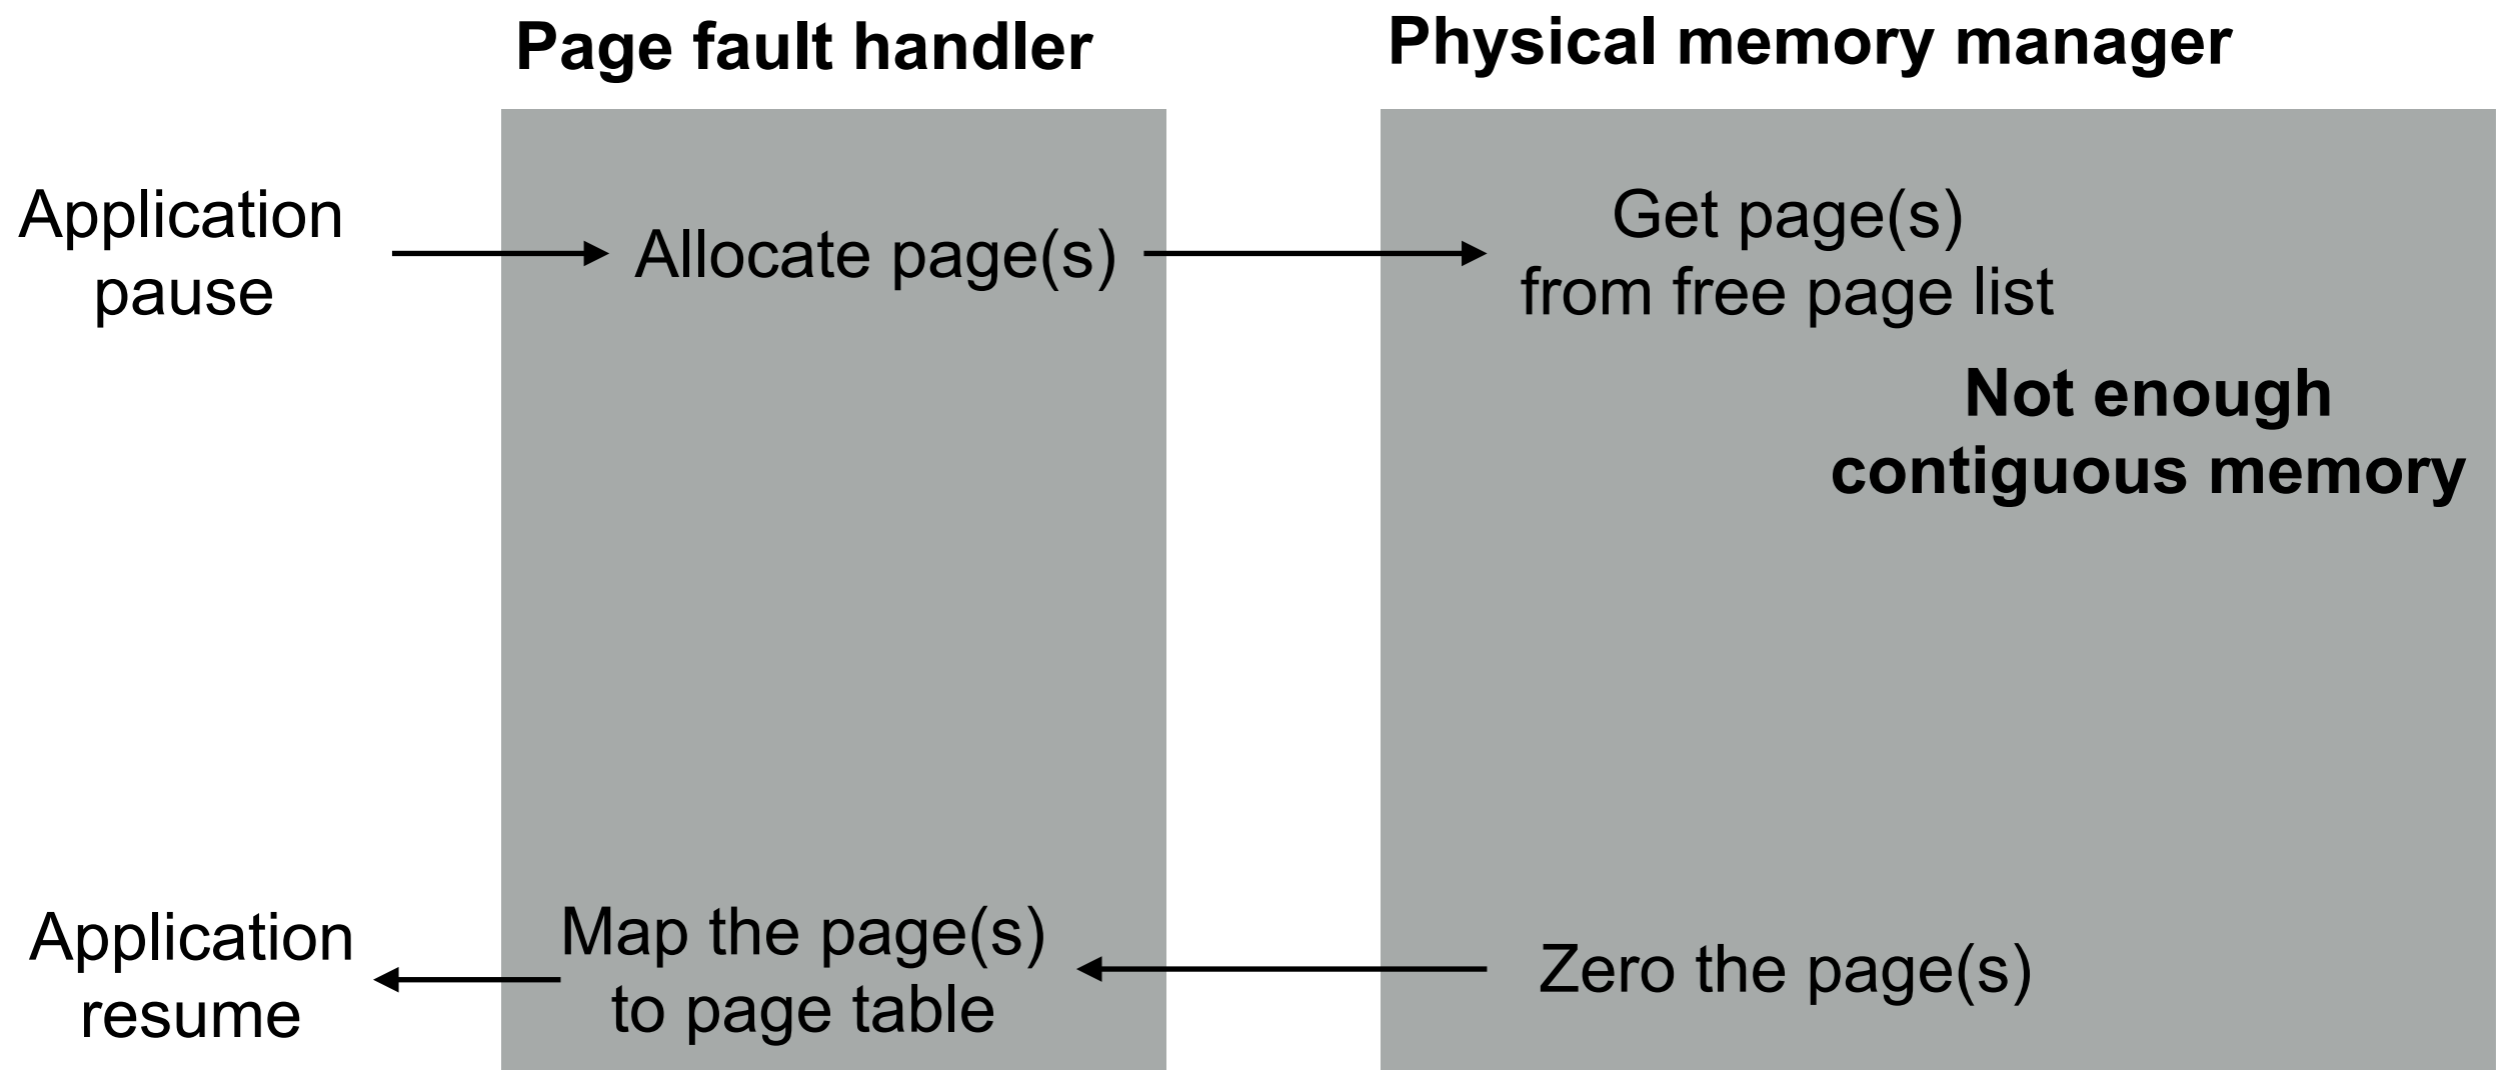 Page fault handler
Physical memory manager
Application
pause
Allocate page(s)
Get page(s)
from free page list
Not enough
contiguous memory
Application
resume
Map the page(s)
to page table
Zero the page(s)